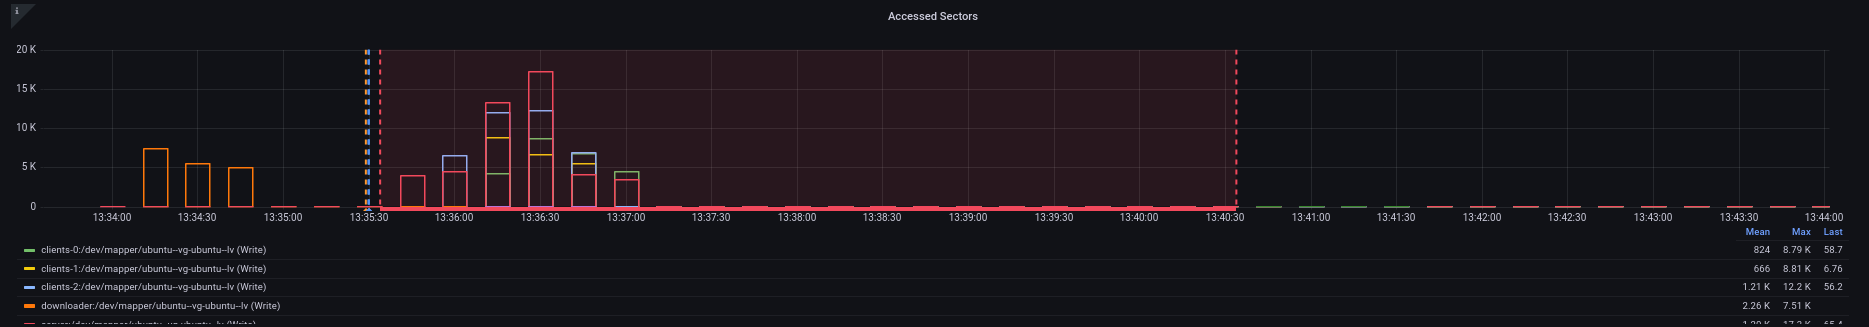 i
Accessed Sectors
20 K
15 K
10 K
5 K
0
13:34:00 13:34:30 13:35:00 13:35:30 13:36:00 13:36:30 13:37:00 13:37:30 13:38:00 13:38:30 13:39:00 13:39:30 13:40:00 13:40:30 13:41:00 13:41:30 13:42:00 13:42:30 13:43:00 13:43:30 13:44:00
Mean Max Last
clients-0:/dev/mapper/ubuntu--vg-ubuntu--lv (Write) 824 8.79 K 58.7
clients-1:/dev/mapper/ubuntu--vg-ubuntu--lv (Write) 666 8.81 K 6.76
clients-2:/dev/mapper/ubuntu--vg-ubuntu--lv (Write) 1.21 K 12.2 K 56.2
downloader:/dev/mapper/ubuntu--vg-ubuntu--lv (Write) 2.26 K 7.51 K